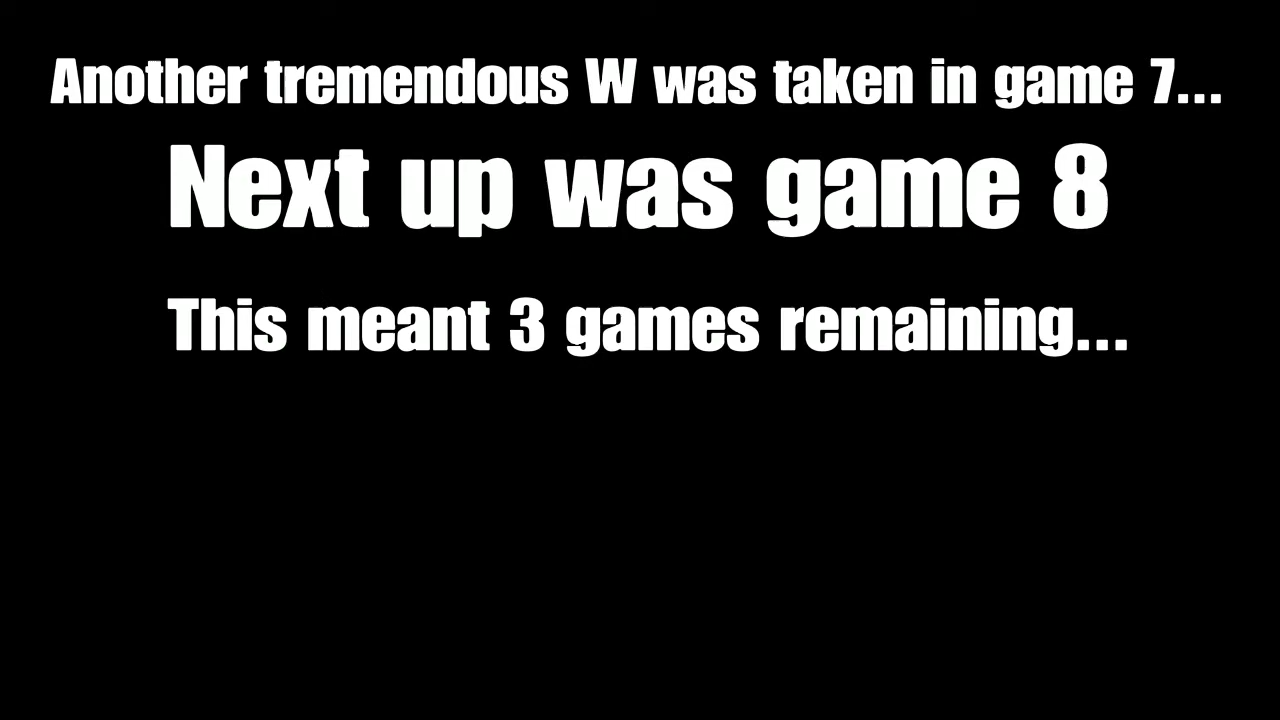 Another tremendous W was taken in game 7...
Next up was game 8
This meant 3 games remaining...